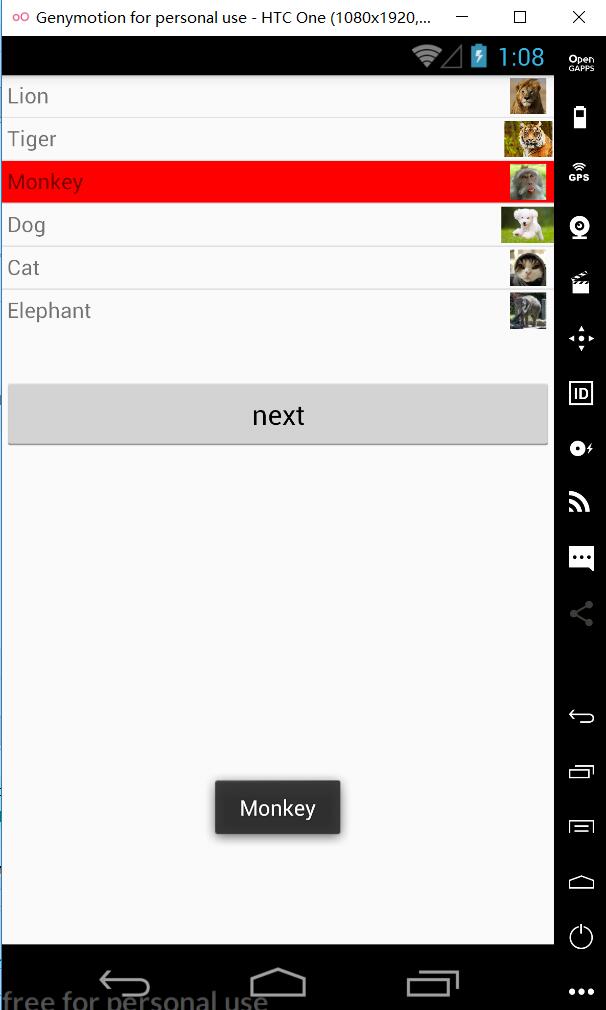 Genymotion for personal use - HTC One (1080x1920,...
1:08
Open
GAPPS
Lion
Tiger
GPS
Monkey
Dog
Cat
Elephant
ID
next
Monkey
free for personal use